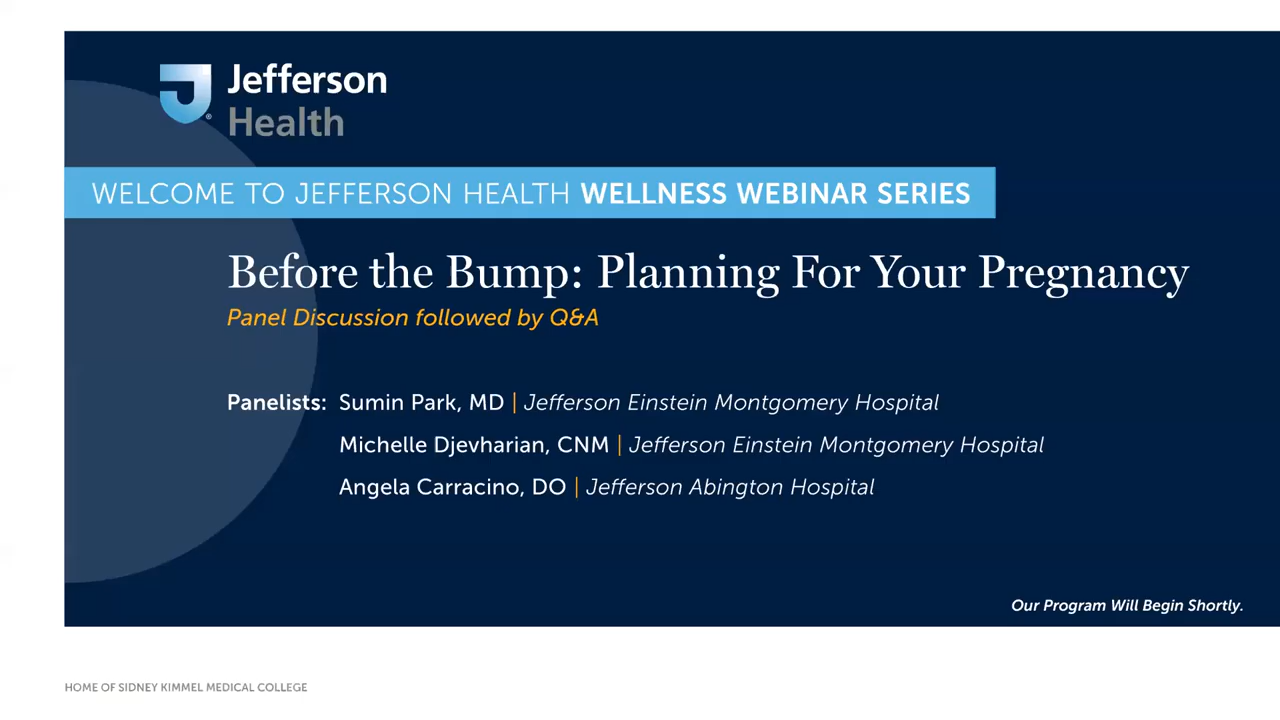 Jefferson
Health
WELCOME TO JEFFERSON HEALTH WELLNESS WEBINAR SERIES
Before the Bump: Planning For Your Pregnancy
Panel Discussion followed by Q&A
Panelists: Sumin Park, MD | Jefferson Einstein Montgomery Hospital
Michelle Djevharian, CNM | Jefferson Einstein Montgomery Hospital
Angela Carracino, DO | Jefferson Abington Hospital
Our Program Will Begin Shortly.
HOME OF SIDNEY KIMMEL MEDICAL COLLEGE